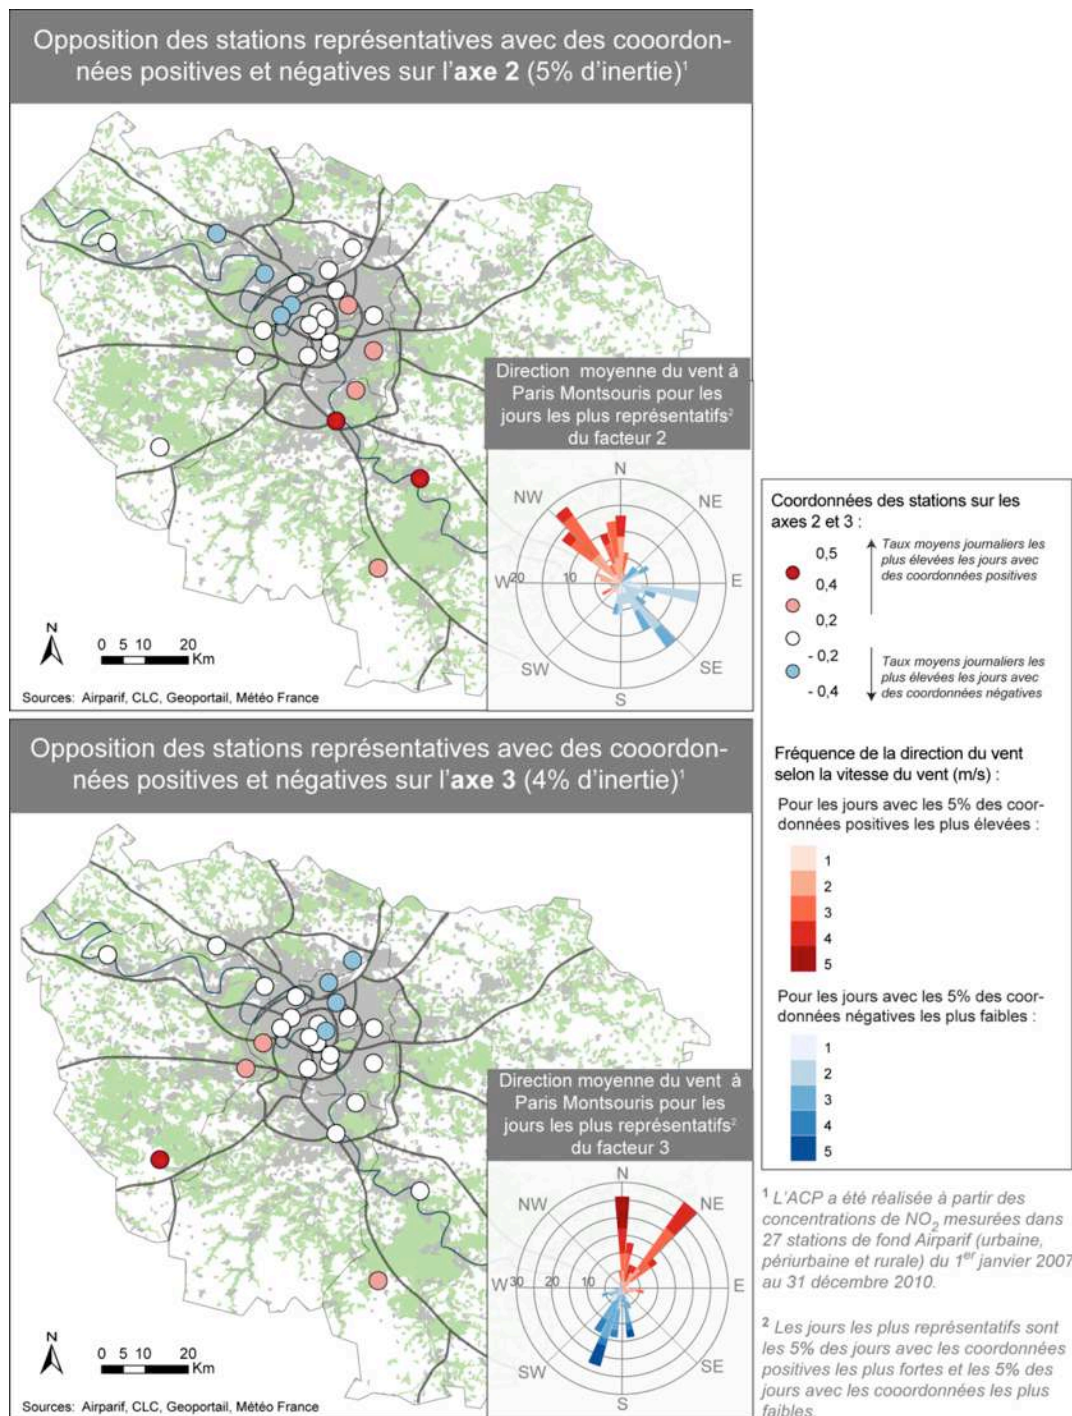 Opposition des stations représentatives avec des cooordon-
nées positives et négatives sur l'axe 2 (5% d'inertie)¹
Direction moyenne du vent à
Paris Montsouris pour les
jours les plus représentatifs²
du facteur 2
N
NW
NE
W
20
10
E
SW
SE
S
N
0 5 10 20
Km
Sources: Airparif, CLC, Geoportail, Météo France
Opposition des stations représentatives avec des cooordon-
nées positives et négatives sur l'axe 3 (4% d'inertie)¹
Direction moyenne du vent à
Paris Montsouris pour les
jours les plus représentatifs²
du facteur 3
N
NW
NE
W
30
20
10
E
SW
SE
S
N
0 5 10 20
Km
Sources: Airparif, CLC, Geoportail, Météo France
Coordonnées des stations sur les
axes 2 et 3 :
0,5
0,4
0,2
- 0,2
- 0,4
Taux moyens journaliers les
plus élevées les jours avec
des coordonnées positives
Taux moyens journaliers les
plus élevées les jours avec
des coordonnées négatives
Fréquence de la direction du vent
selon la vitesse du vent (m/s) :
Pour les jours avec les 5% des coor-
données positives les plus élevées :
1
2
3
4
5
Pour les jours avec les 5% des coor-
données négatives les plus faibles :
1
2
3
4
5
¹ L'ACP a été réalisée à partir des
concentrations de NO₂ mesurées dans
27 stations de fond Airparif (urbaine,
périurbaine et rurale) du 1er janvier 2007
au 31 décembre 2010.
² Les jours les plus représentatifs sont
les 5% des jours avec les coordonnées
positives les plus fortes et les 5% des
jours avec les cooordonnées les plus
faibles.